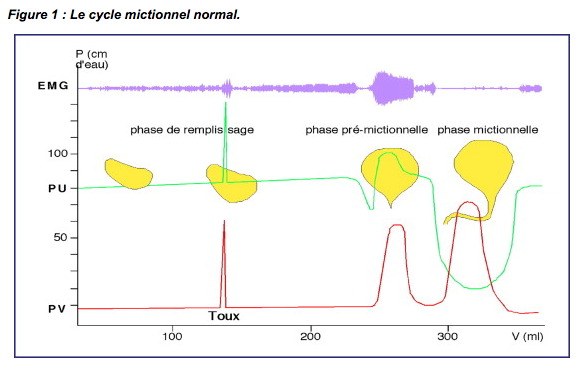 Figure 1 : Le cycle mictionnel normal.
P (cm
d'eau)
EMG
phase de remplissage
phase pré-mictionnelle
phase mictionnelle
100
PU
50
PV
Toux
100
200
300
V (ml)